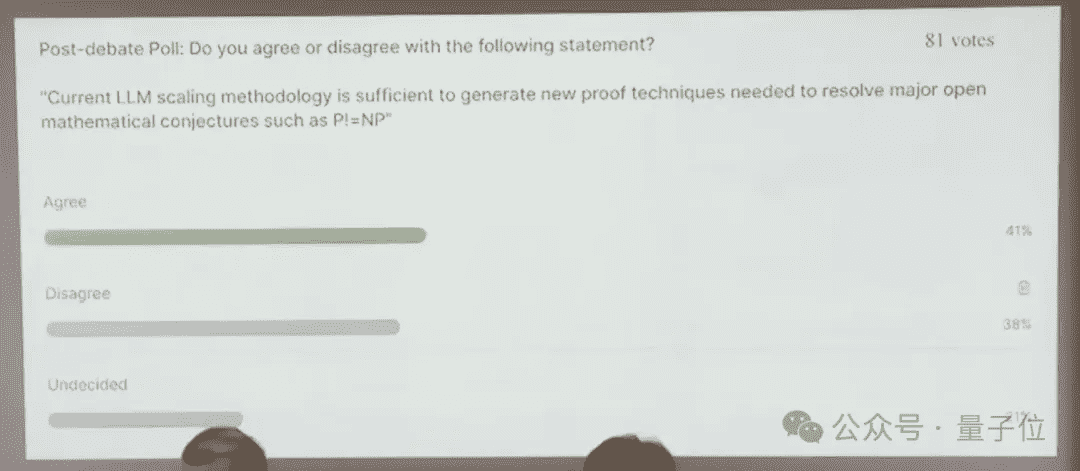 Post-debate Poll: Do you agree or disagree with the following statement?
81 votes
"Current LLM scaling methodology is sufficient to generate new proof techniques needed to resolve major open
mathematical conjectures such as P!=NP"
Agree
41%
Disagree
38%
Undecided
21%
公众号 · 量子位